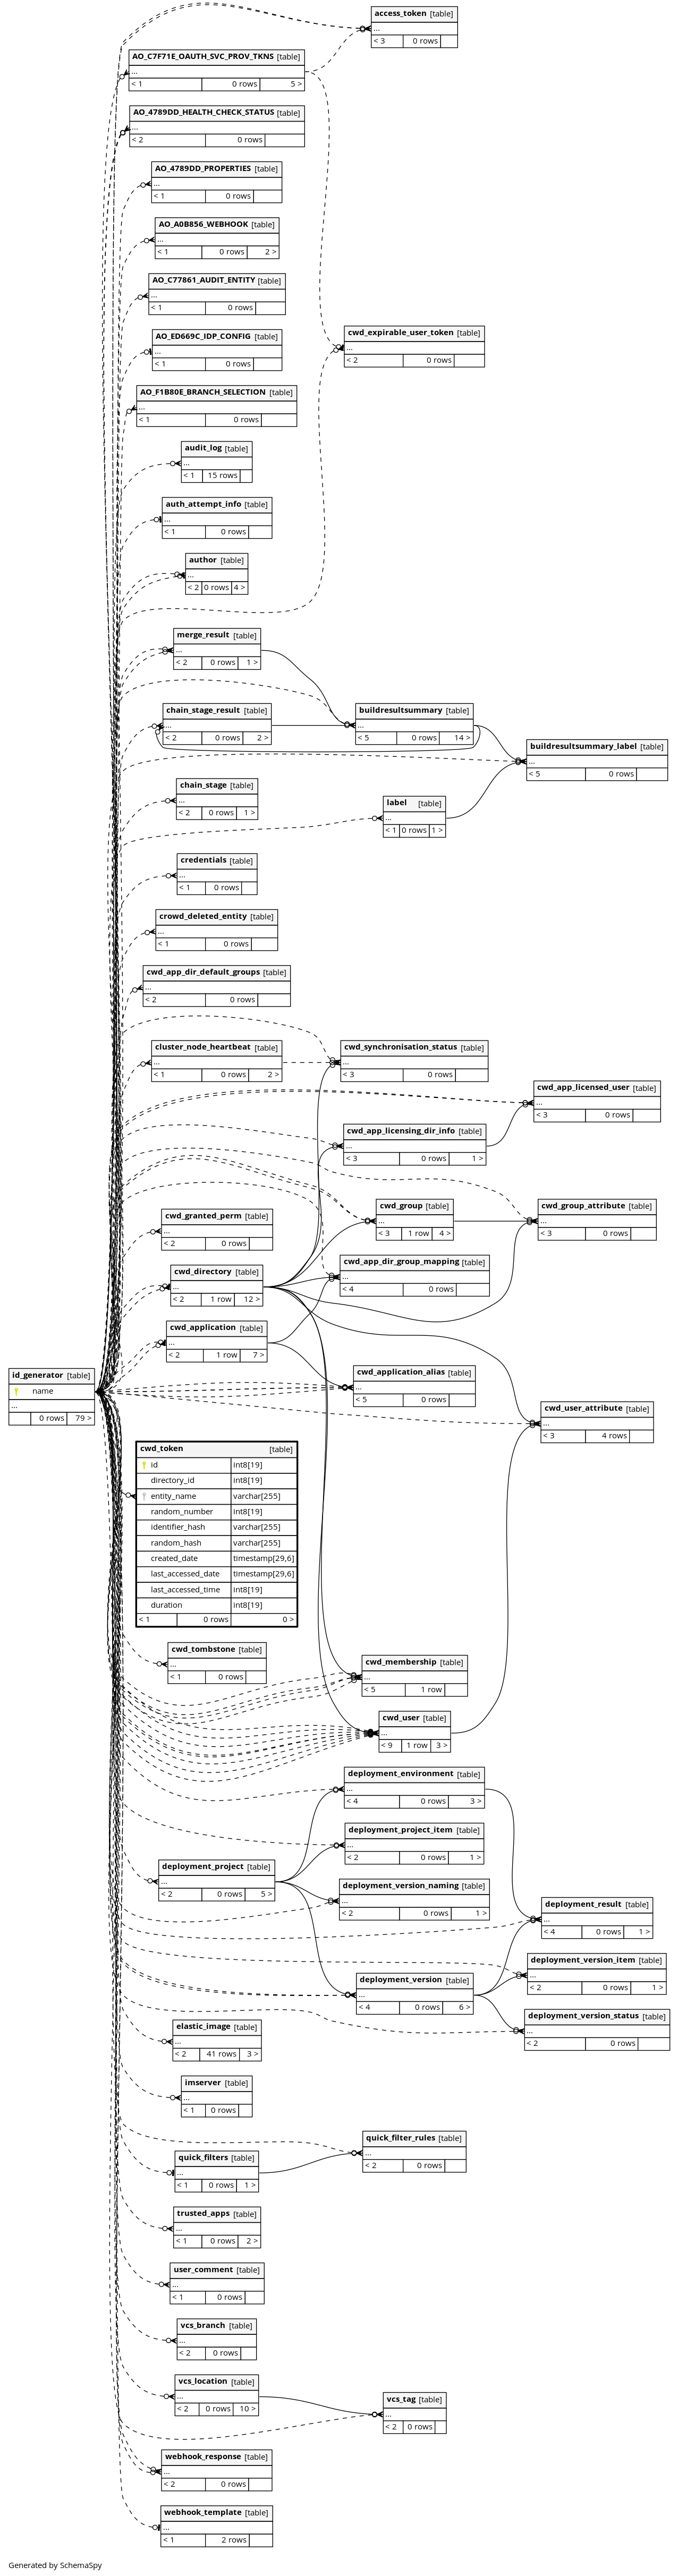 access_token [table]
...
< 3 0 rows
AO_C7F71E_OAUTH_SVC_PROV_TKNS [table]
...
< 1 0 rows 5 >
AO_4789DD_HEALTH_CHECK_STATUS [table]
...
< 2 0 rows
AO_4789DD_PROPERTIES [table]
...
< 1 0 rows
AO_A0B856_WEBHOOK [table]
...
< 1 0 rows 2 >
AO_C77861_AUDIT_ENTITY [table]
...
< 1 0 rows
AO_ED669C_IDP_CONFIG [table]
...
< 1 0 rows
cwd_expirable_user_token [table]
...
< 2 0 rows
AO_F1B80E_BRANCH_SELECTION [table]
...
< 1 0 rows
audit_log [table]
...
< 1 15 rows
auth_attempt_info [table]
...
< 1 0 rows
author [table]
...
< 2 0 rows 4 >
merge_result [table]
...
< 2 0 rows 1 >
chain_stage_result [table]
...
< 2 0 rows 2 >
buildresultsummary [table]
...
< 5 0 rows 14 >
buildresultsummary_label [table]
...
< 5 0 rows
chain_stage [table]
...
< 2 0 rows 1 >
label [table]
...
< 1 0 rows 1 >
credentials [table]
...
< 1 0 rows
crowd_deleted_entity [table]
...
< 1 0 rows
cwd_app_dir_default_groups [table]
...
< 2 0 rows
cluster_node_heartbeat [table]
...
< 1 0 rows 2 >
cwd_synchronisation_status [table]
...
< 3 0 rows
cwd_app_licensed_user [table]
...
< 3 0 rows
cwd_app_licensing_dir_info [table]
...
< 3 0 rows 1 >
cwd_group [table]
...
< 3 1 row 4 >
cwd_group_attribute [table]
...
< 3 0 rows
cwd_granted_perm [table]
...
< 2 0 rows
cwd_app_dir_group_mapping [table]
...
< 4 0 rows
cwd_directory [table]
...
< 2 1 row 12 >
cwd_application [table]
...
< 2 1 row 7 >
id_generator [table]
name
...
0 rows 79 >
cwd_application_alias [table]
...
< 5 0 rows
cwd_user_attribute [table]
...
< 3 4 rows
cwd_token [table]
id int8[19]
directory_id int8[19]
entity_name varchar[255]
random_number int8[19]
identifier_hash varchar[255]
random_hash varchar[255]
created_date timestamp[29,6]
last_accessed_date timestamp[29,6]
last_accessed_time int8[19]
duration int8[19]
< 1 0 rows 0 >
cwd_tombstone [table]
...
< 1 0 rows
cwd_membership [table]
...
< 5 1 row
cwd_user [table]
...
< 9 1 row 3 >
deployment_environment [table]
...
< 4 0 rows 3 >
deployment_project_item [table]
...
< 2 0 rows 1 >
deployment_project [table]
...
< 2 0 rows 5 >
deployment_version_naming [table]
...
< 2 0 rows 1 >
deployment_result [table]
...
< 4 0 rows 1 >
deployment_version_item [table]
...
< 2 0 rows 1 >
deployment_version [table]
...
< 4 0 rows 6 >
deployment_version_status [table]
...
< 2 0 rows
elastic_image [table]
...
< 2 41 rows 3 >
imserver [table]
...
< 1 0 rows
quick_filter_rules [table]
...
< 2 0 rows
quick_filters [table]
...
< 1 0 rows 1 >
trusted_apps [table]
...
< 1 0 rows 2 >
user_comment [table]
...
< 1 0 rows
vcs_branch [table]
...
< 2 0 rows
vcs_location [table]
...
< 2 0 rows 10 >
vcs_tag [table]
...
< 2 0 rows
webhook_response [table]
...
< 2 0 rows
webhook_template [table]
...
< 1 2 rows
Generated by SchemaSpy